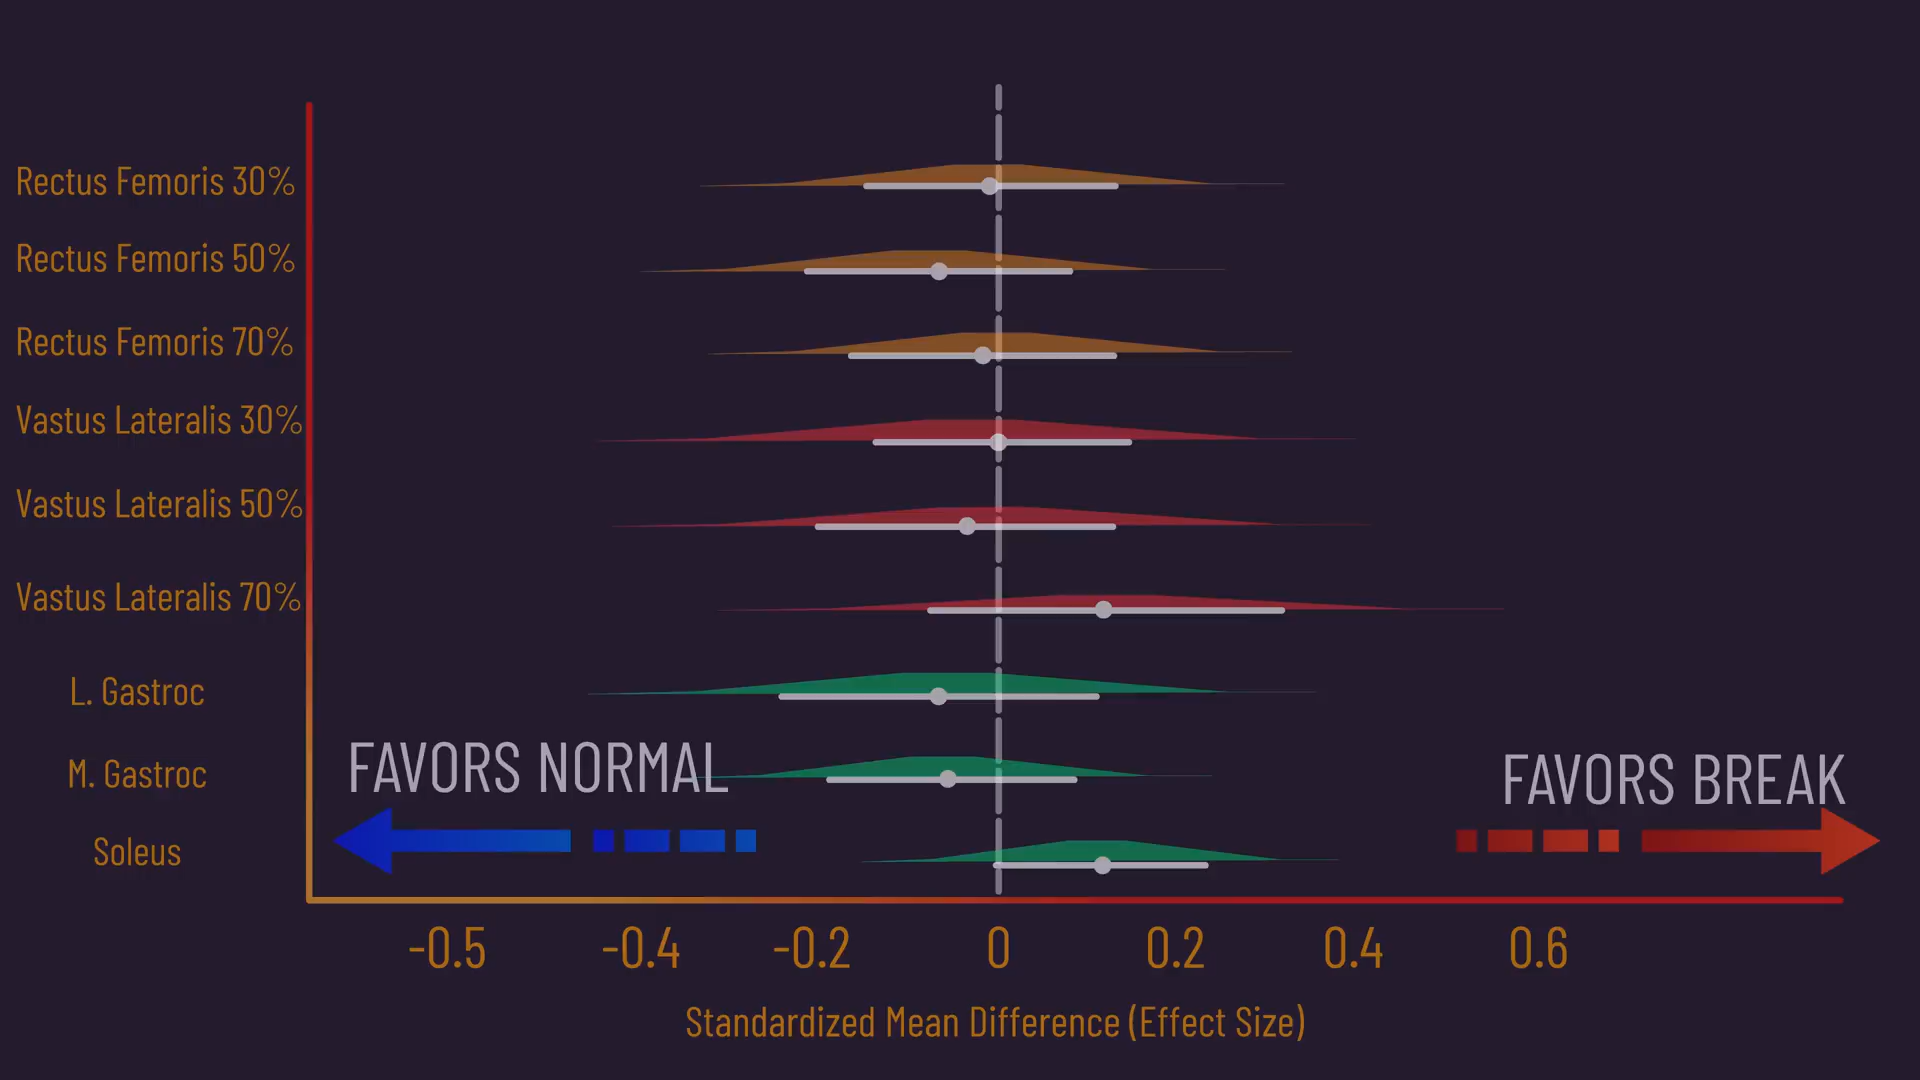 Rectus Femoris 30%
Rectus Femoris 50%
Rectus Femoris 70%
Vastus Lateralis 30%
Vastus Lateralis 50%
Vastus Lateralis 70%
L. Gastroc
FAVORS NORMAL
FAVORS BREAK
M. Gastroc
Soleus
-0.5 -0.4 -0.2 0 0.2 0.4 0.6
Standardized Mean Difference (Effect Size)